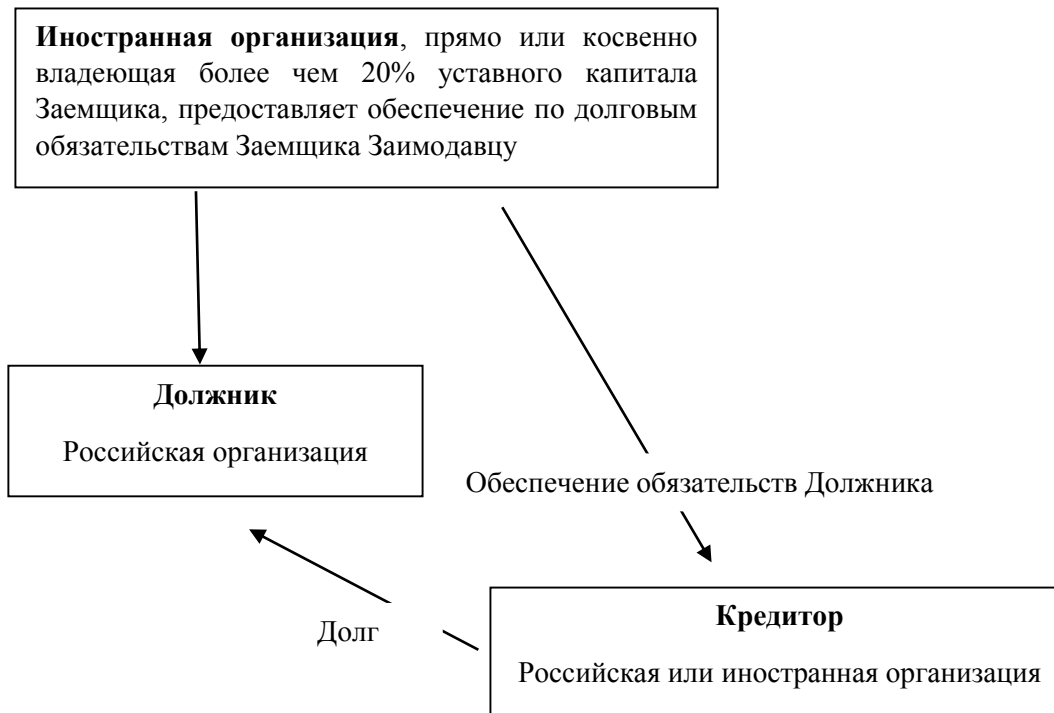 Иностранная организация, прямо или косвенно
владеющая более чем 20% уставного капитала
Заемщика, предоставляет обеспечение по долговым
обязательствам Заемщика Заимодавцу
Должник
Российская организация
Обеспечение обязательств Должника
Долг
Кредитор
Российская или иностранная организация